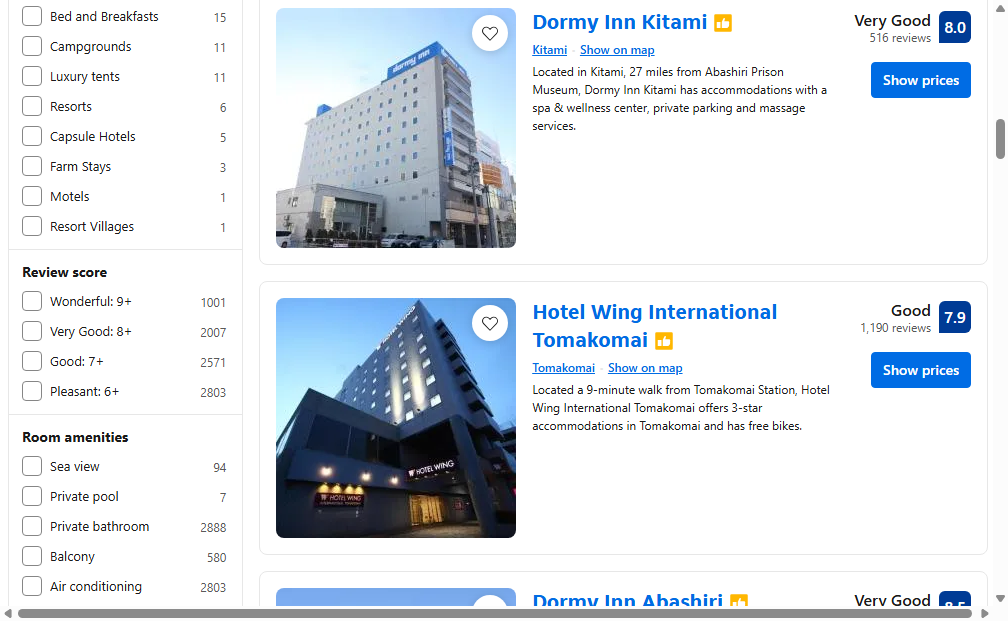 Bed and Breakfasts 15
Campgrounds 11
Luxury tents 11
Resorts 6
Capsule Hotels 5
Farm Stays 3
Motels 1
Resort Villages 1
Review score
Wonderful: 9+ 1001
Very Good: 8+ 2007
Good: 7+ 2571
Pleasant: 6+ 2803
Room amenities
Sea view 94
Private pool 7
Private bathroom 2888
Balcony 580
Air conditioning 2803
dormy inn
Dormy Inn Kitami
Kitami · Show on map
Located in Kitami, 27 miles from Abashiri Prison
Museum, Dormy Inn Kitami has accommodations with a
spa & wellness center, private parking and massage
services.
Very Good 8.0
516 reviews
Show prices
HOTEL WING
HOTEL WING
Hotel Wing International
Tomakomai
Tomakomai · Show on map
Located a 9-minute walk from Tomakomai Station, Hotel
Wing International Tomakomai offers 3-star
accommodations in Tomakomai and has free bikes.
Good 7.9
1,190 reviews
Show prices
Dormy Inn Abashiri
Very Good 8.5